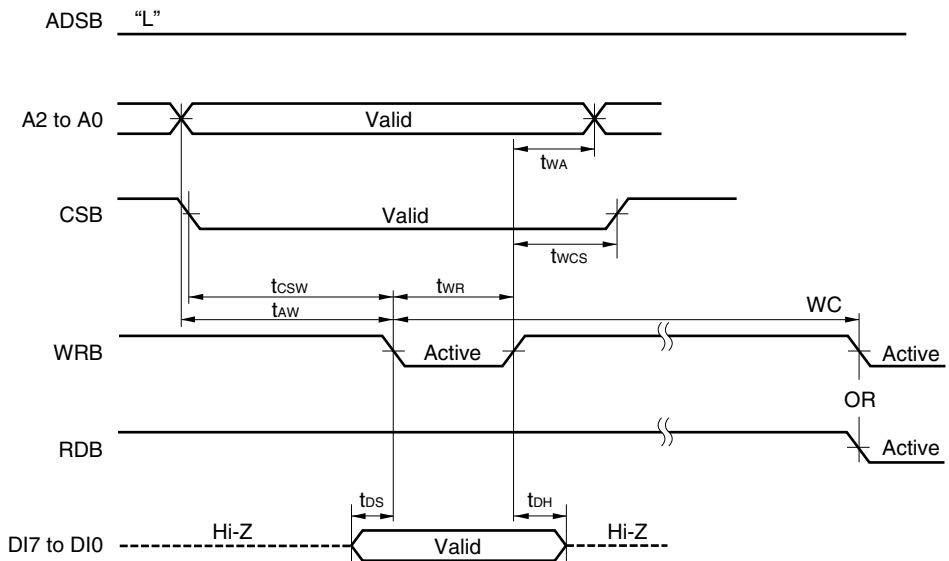 ADSB “L”
A2 to A0 Valid
tWA
CSB Valid
tWCS
tCSW tWR
tAW WC
WRB Active Active
OR
RDB Active
tDS tDH
DI7 to DI0 Hi-Z Valid Hi-Z